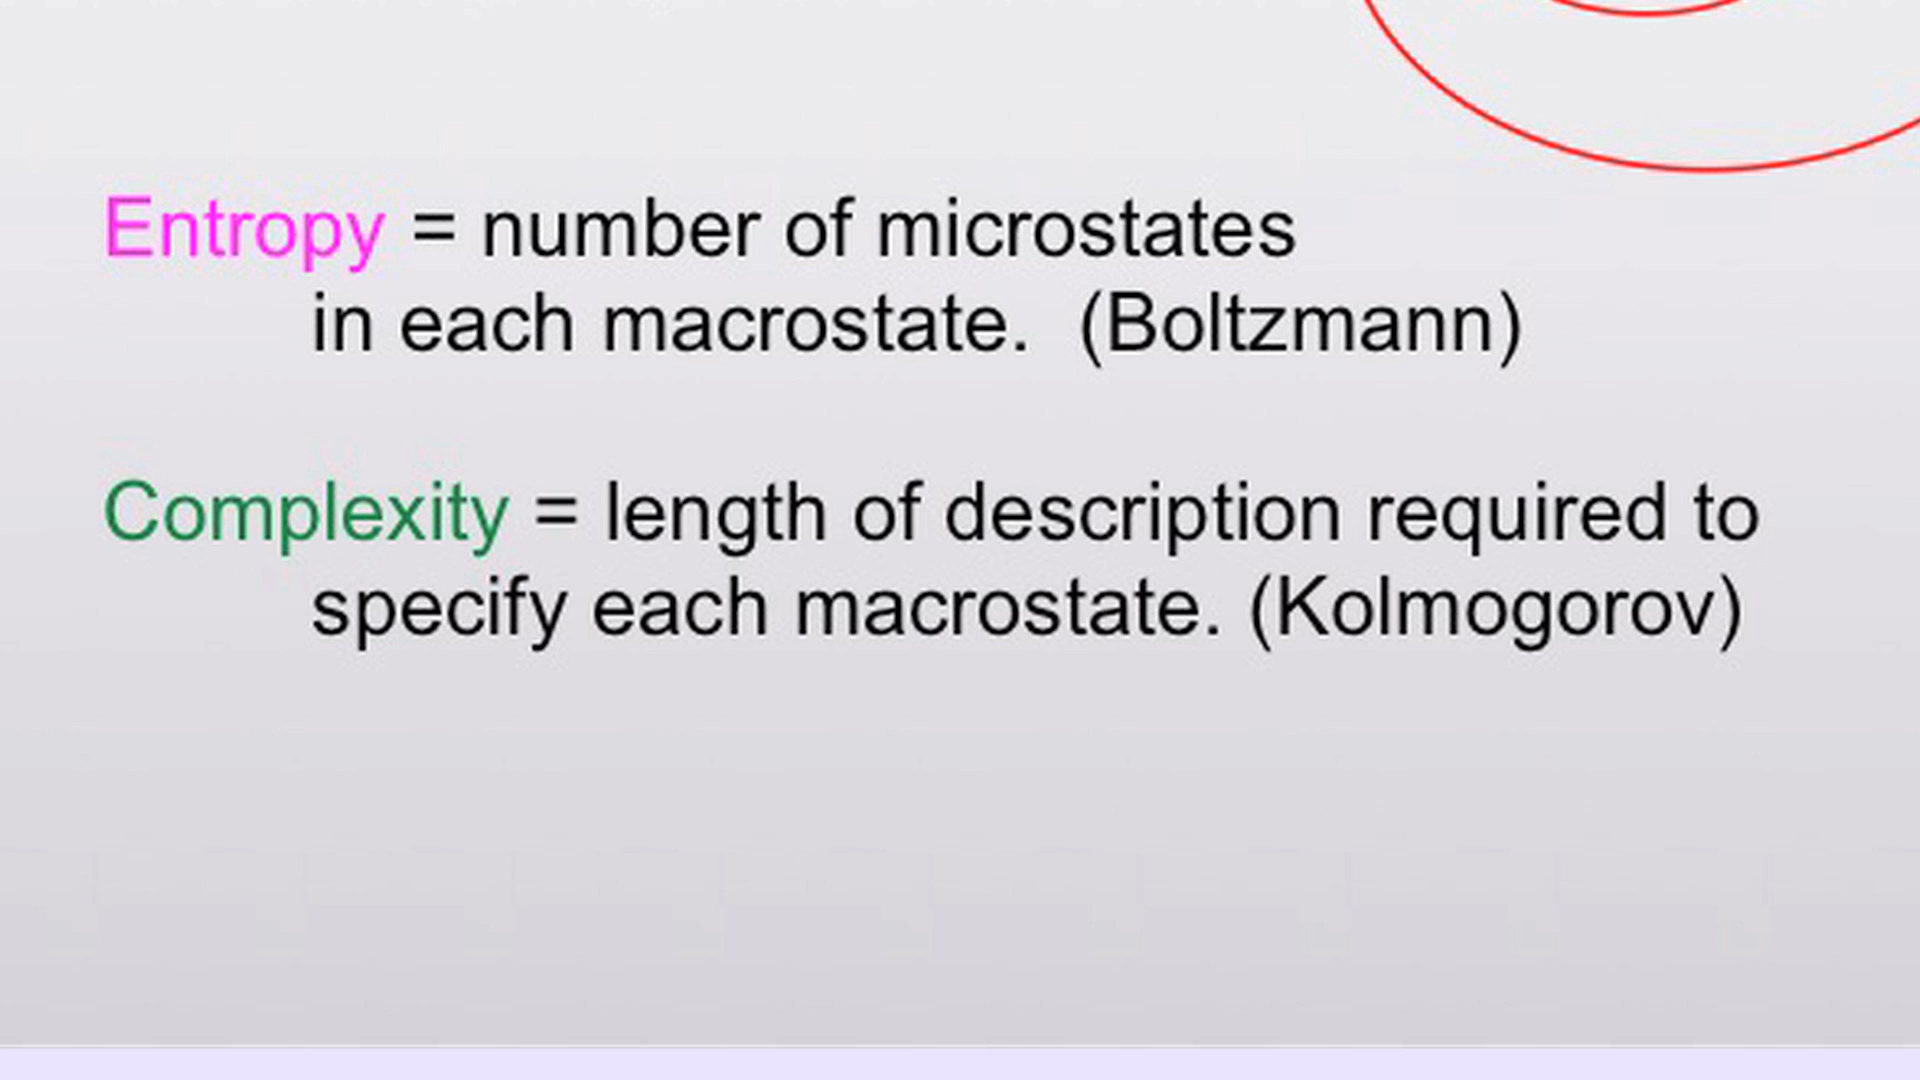 Entropy = number of microstates
in each macrostate. (Boltzmann)
Complexity = length of description required to
specify each macrostate. (Kolmogorov)